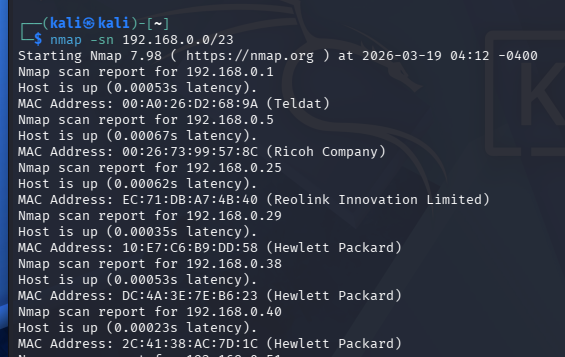 ┌──(kali㉿kali)-[~]
└─$ nmap -sn 192.168.0.0/23
Starting Nmap 7.98 ( https://nmap.org ) at 2026-03-19 04:12 -0400
Nmap scan report for 192.168.0.1
Host is up (0.00053s latency).
MAC Address: 00:A0:26:D2:68:9A (Teldat)
Nmap scan report for 192.168.0.5
Host is up (0.00067s latency).
MAC Address: 00:26:73:99:57:8C (Ricoh Company)
Nmap scan report for 192.168.0.25
Host is up (0.00062s latency).
MAC Address: EC:71:DB:A7:4B:40 (Reolink Innovation Limited)
Nmap scan report for 192.168.0.29
Host is up (0.00035s latency).
MAC Address: 10:E7:C6:B9:DD:58 (Hewlett Packard)
Nmap scan report for 192.168.0.38
Host is up (0.00053s latency).
MAC Address: DC:4A:3E:7E:B6:23 (Hewlett Packard)
Nmap scan report for 192.168.0.40
Host is up (0.00023s latency).
MAC Address: 2C:41:38:AC:7D:1C (Hewlett Packard)
Nmap scan report for